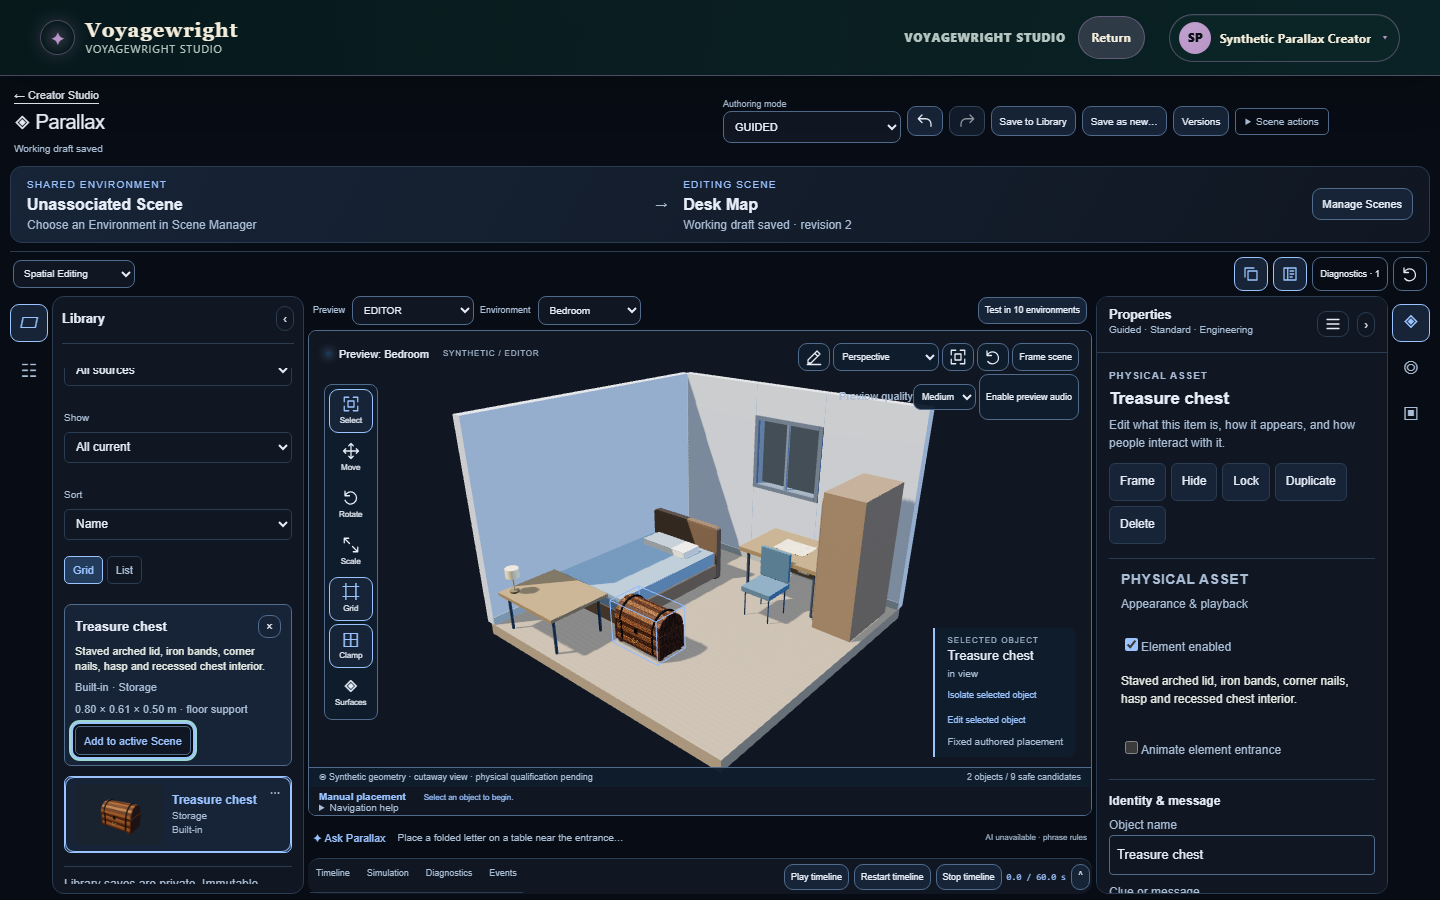 Voyagewright
VOYAGEWRIGHT STUDIO
VOYAGEWRIGHT STUDIO
Return
SP
Synthetic Parallax Creator
← Creator Studio
Parallax
Working draft saved
Authoring mode
GUIDED
Save to Library
Save as new...
Versions
Scene actions
SHARED ENVIRONMENT
Unassociated Scene
Choose an Environment in Scene Manager
→
EDITING SCENE
Desk Map
Working draft saved · revision 2
Manage Scenes
Spatial Editing
Diagnostics · 1
Library
All sources
Show
All current
Sort
Name
Grid
List
Treasure chest
×
Staved arched lid, iron bands, corner
nails, hasp and recessed chest interior.
Built-in · Storage
0.80 × 0.61 × 0.50 m · floor support
Add to active Scene
Treasure chest
...
Storage
Built-in
Library saves are private. Immutable
Preview
EDITOR
Environment
Bedroom
Test in 10 environments
Preview: Bedroom
SYNTHETIC / EDITOR
Perspective
Frame scene
Preview quality
Medium
Enable preview audio
Select
Move
Rotate
Scale
Grid
Clamp
Surfaces
SELECTED OBJECT
Treasure chest
in view
Isolate selected object
Edit selected object
Fixed authored placement
Synthetic geometry · cutaway view · physical qualification pending
2 objects / 9 safe candidates
Manual placement
Select an object to begin.
Navigation help
Ask Parallax
Place a folded letter on a table near the entrance...
AI unavailable · phrase rules
Timeline
Simulation
Diagnostics
Events
Play timeline
Restart timeline
Stop timeline
0.0 / 60.0 s
Properties
Guided · Standard · Engineering
PHYSICAL ASSET
Treasure chest
Edit what this item is, how it appears, and how
people interact with it.
Frame
Hide
Lock
Duplicate
Delete
PHYSICAL ASSET
Appearance & playback
Element enabled
Staved arched lid, iron bands, corner nails,
hasp and recessed chest interior.
Animate element entrance
Identity & message
Object name
Treasure chest
Clue or message